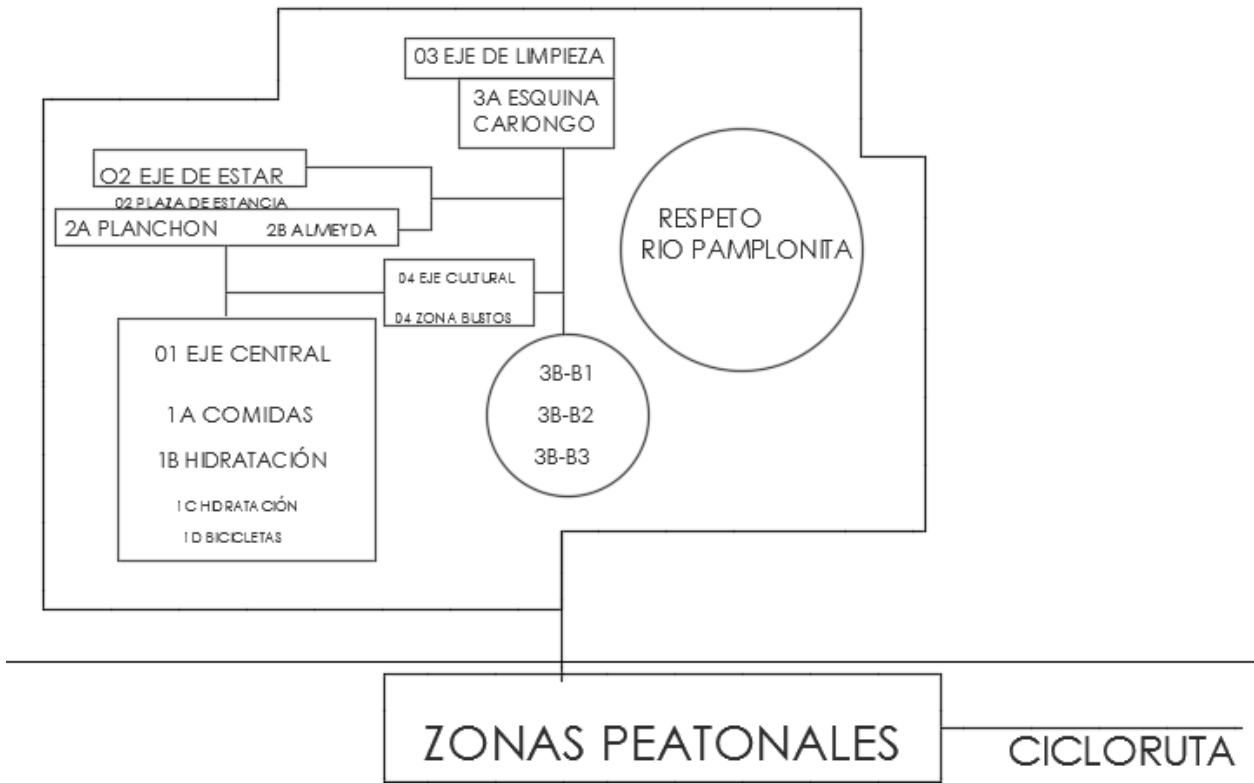 03 EJE DE LIMPIEZA
3A ESQUINA
CARIONGO
O2 EJE DE ESTAR
02 PLAZA DE ESTANCIA
2A PLANCHON 2B ALMEYDA
RESPETO
RIO PAMPLONITA
04 EJE CULTURAL
04 ZONA BUSTOS
01 EJE CENTRAL
1A COMIDAS
1B HIDRATACIÓN
1C HIDRATACIÓN
1D BICICLETAS
3B-B1
3B-B2
3B-B3
ZONAS PEATONALES
CICLORUTA